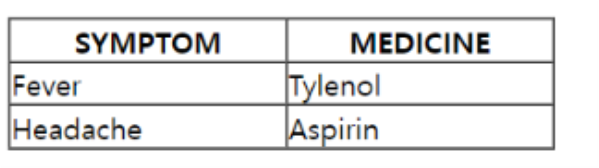 SYMPTOM MEDICINE
Fever Tylenol
Headache Aspirin